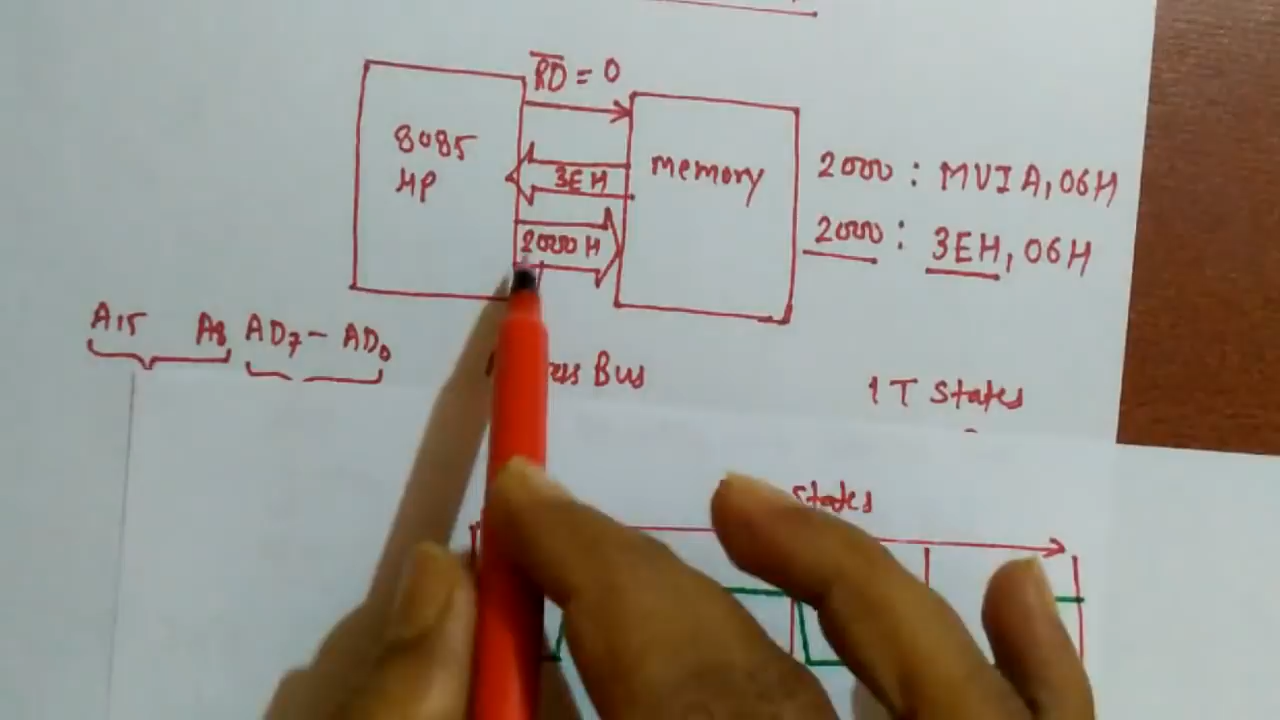 RD = 0
8085
μP
3EH
2000H
memory
2000 : MVI A, 06H
2000 : 3EH, 06H
A15 A8 AD7 - AD0
Bus
1 T States
States